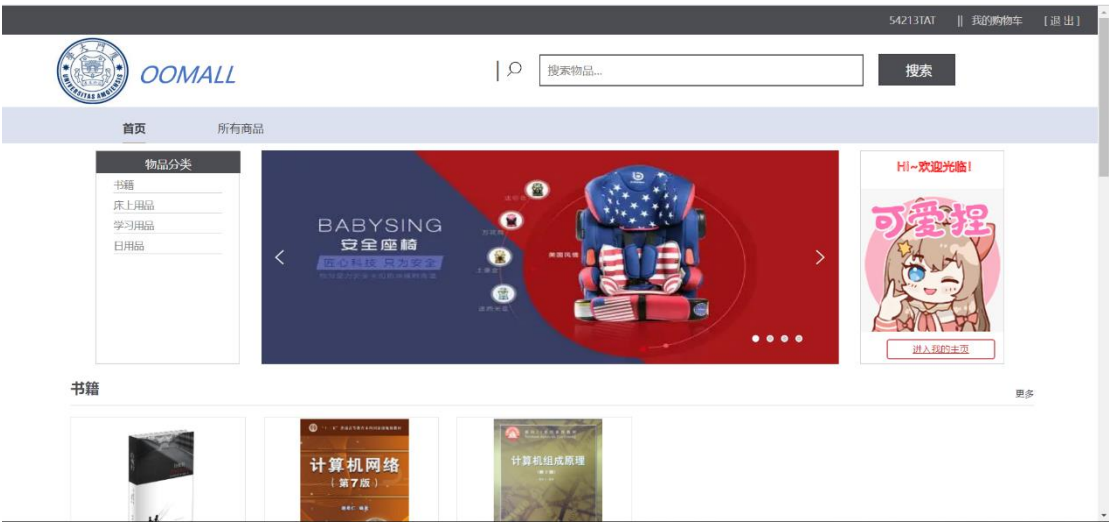 54213TAT || 我的购物车 [退出]
OOMALL
搜索物品...
搜索
首页 所有商品
物品分类
书籍
床上用品
学习用品
日用品
BABYSING
安全座椅
匠心科技 只为安全
美国风情
Hi~欢迎光临!
可爱捏
进入我的主页
书籍
更多
计算机网络
(第7版)
计算机组成原理